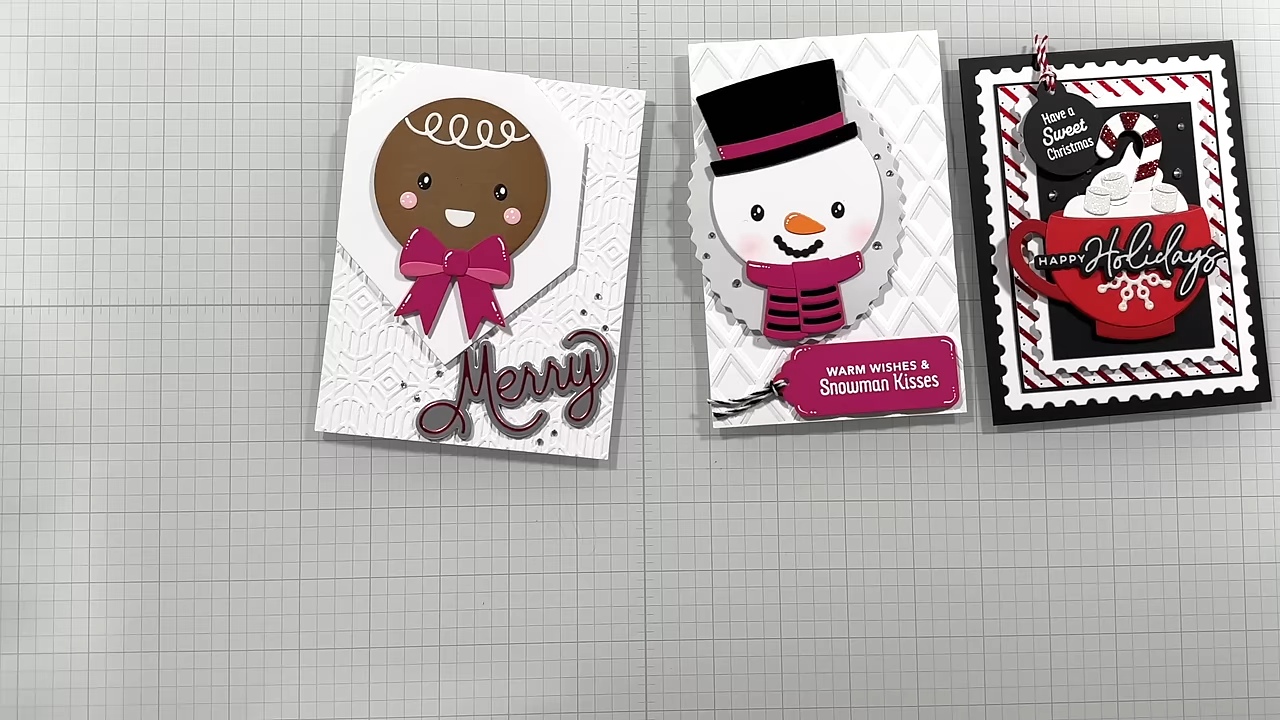 Merry
WARM WISHES &
Snowman Kisses
Have a
Sweet
Christmas
HAPPY Holidays